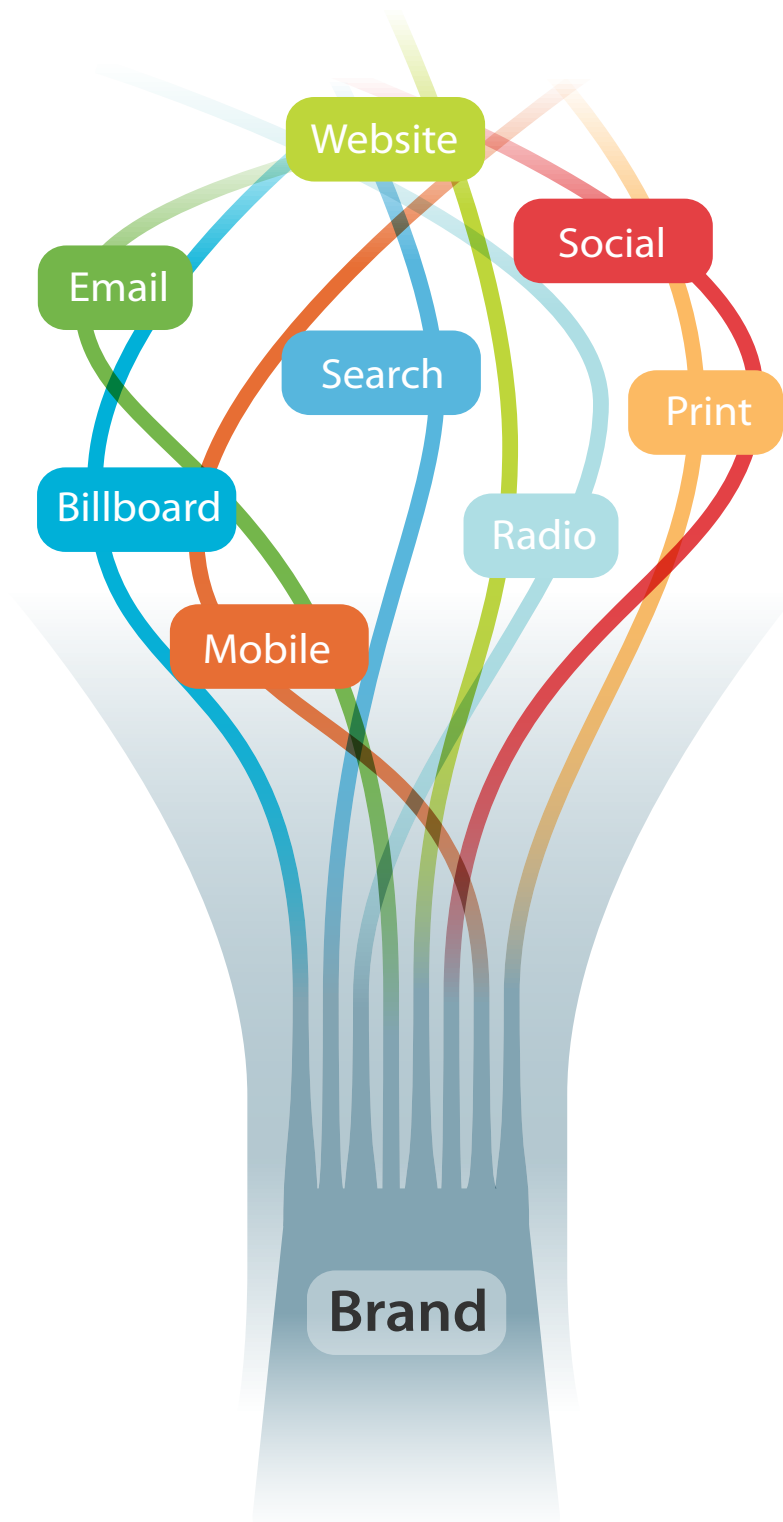 Website
Social
Email
Search
Print
Billboard
Radio
Mobile
Brand